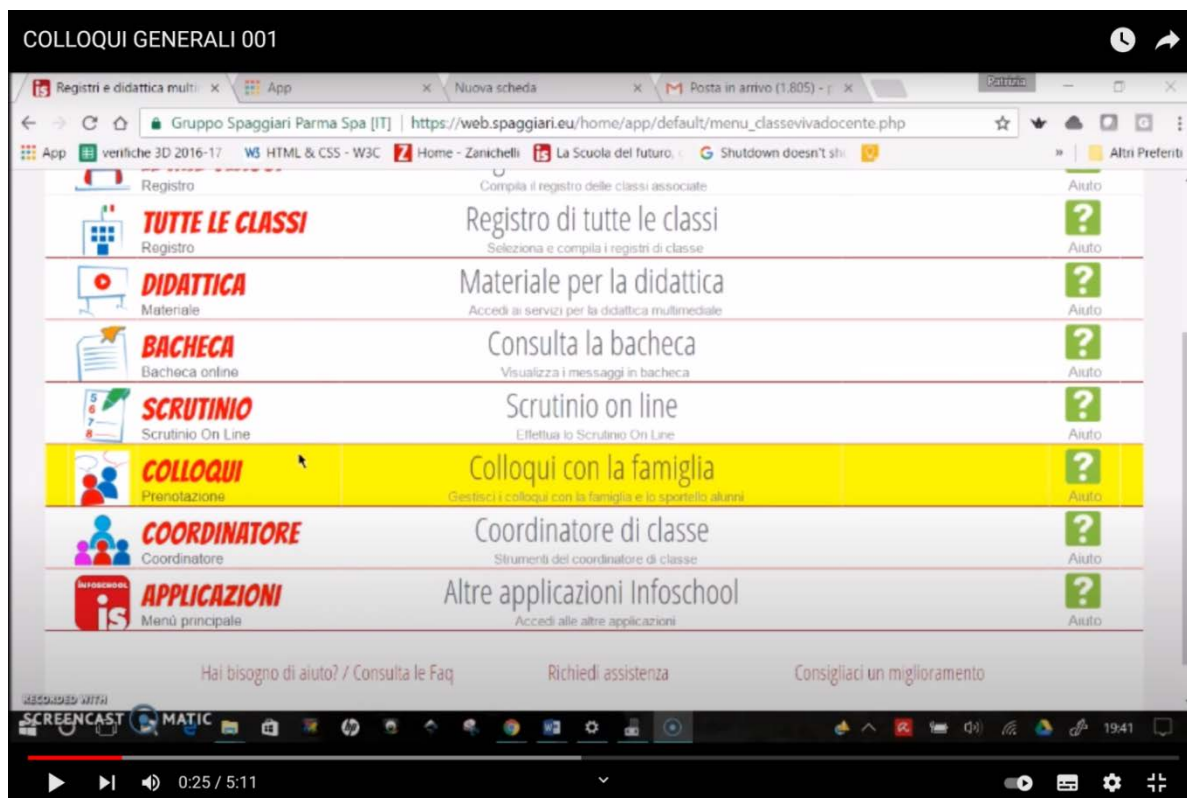 COLLOQUI GENERALI 001
Registri e didattica multi App Nuova scheda Posta in arrivo (1.805) - Patrizia
Gruppo Spaggiari Parma Spa [IT] | https://web.spaggiari.eu/home/app/default/menu_classevivadocente.php
App verifiche 3D 2016-17 W3 HTML & CSS - W3C Z Home - Zanichelli is La Scuola del futuro, G Shutdown doesn't sh » Altri Preferiti
Registro Compila il registro delle classi associate Aiuto
TUTTE LE CLASSI Registro di tutte le classi ?
Registro Seleziona e compila i registri di classe Aiuto
DIDATTICA Materiale per la didattica ?
Materiale Accedi ai servizi per la didattica multimediale Aiuto
BACHECA Consulta la bacheca ?
Bacheca online Visualizza i messaggi in bacheca Aiuto
5 6 7 8 SCRUTINIO Scrutinio on line ?
Scrutinio On Line Effettua lo Scrutinio On Line Aiuto
COLLOQUI Colloqui con la famiglia ?
Prenotazione Gestisci i colloqui con la famiglia e lo sportello alunni Aiuto
COORDINATORE Coordinatore di classe ?
Coordinatore Strumenti del coordinatore di classe Aiuto
INFOSCHOOL is APPLICAZIONI Altre applicazioni Infoschool ?
Menù principale Accedi alle altre applicazioni Aiuto
Hai bisogno di aiuto? / Consulta le Faq Richiedi assistenza Consigliaci un miglioramento
RECORDED WITH
SCREENCAST MATIC 19:41
0:25 / 5:11